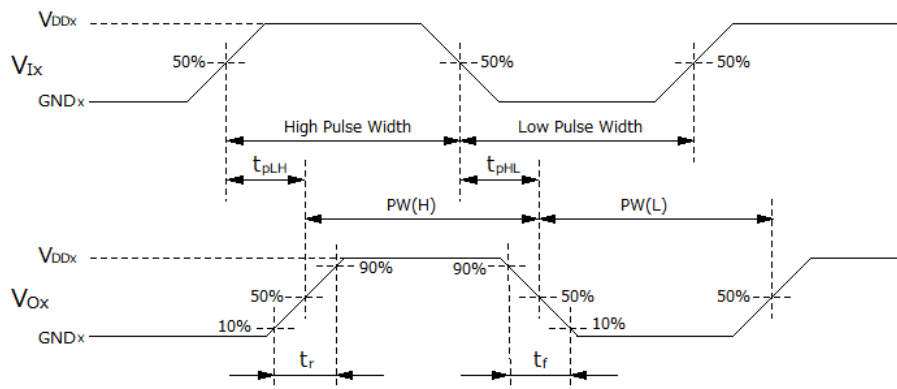 VDDx
VIx
50%
50%
50%
GNDx
High Pulse Width
Low Pulse Width
tpLH
tpHL
PW(H)
PW(L)
VDDx
90%
90%
VOx
50%
50%
50%
10%
10%
GNDx
tr
tf